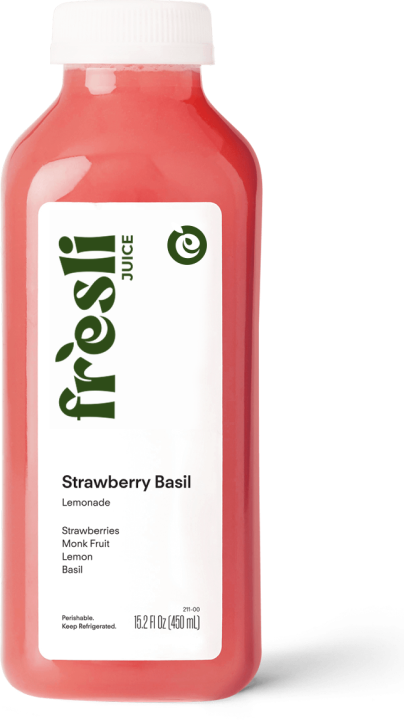 frèsli
JUICE
Strawberry Basil
Lemonade
Strawberries
Monk Fruit
Lemon
Basil
211-00
Perishable.
Keep Refrigerated.
15.2 Fl Oz (450 mL)